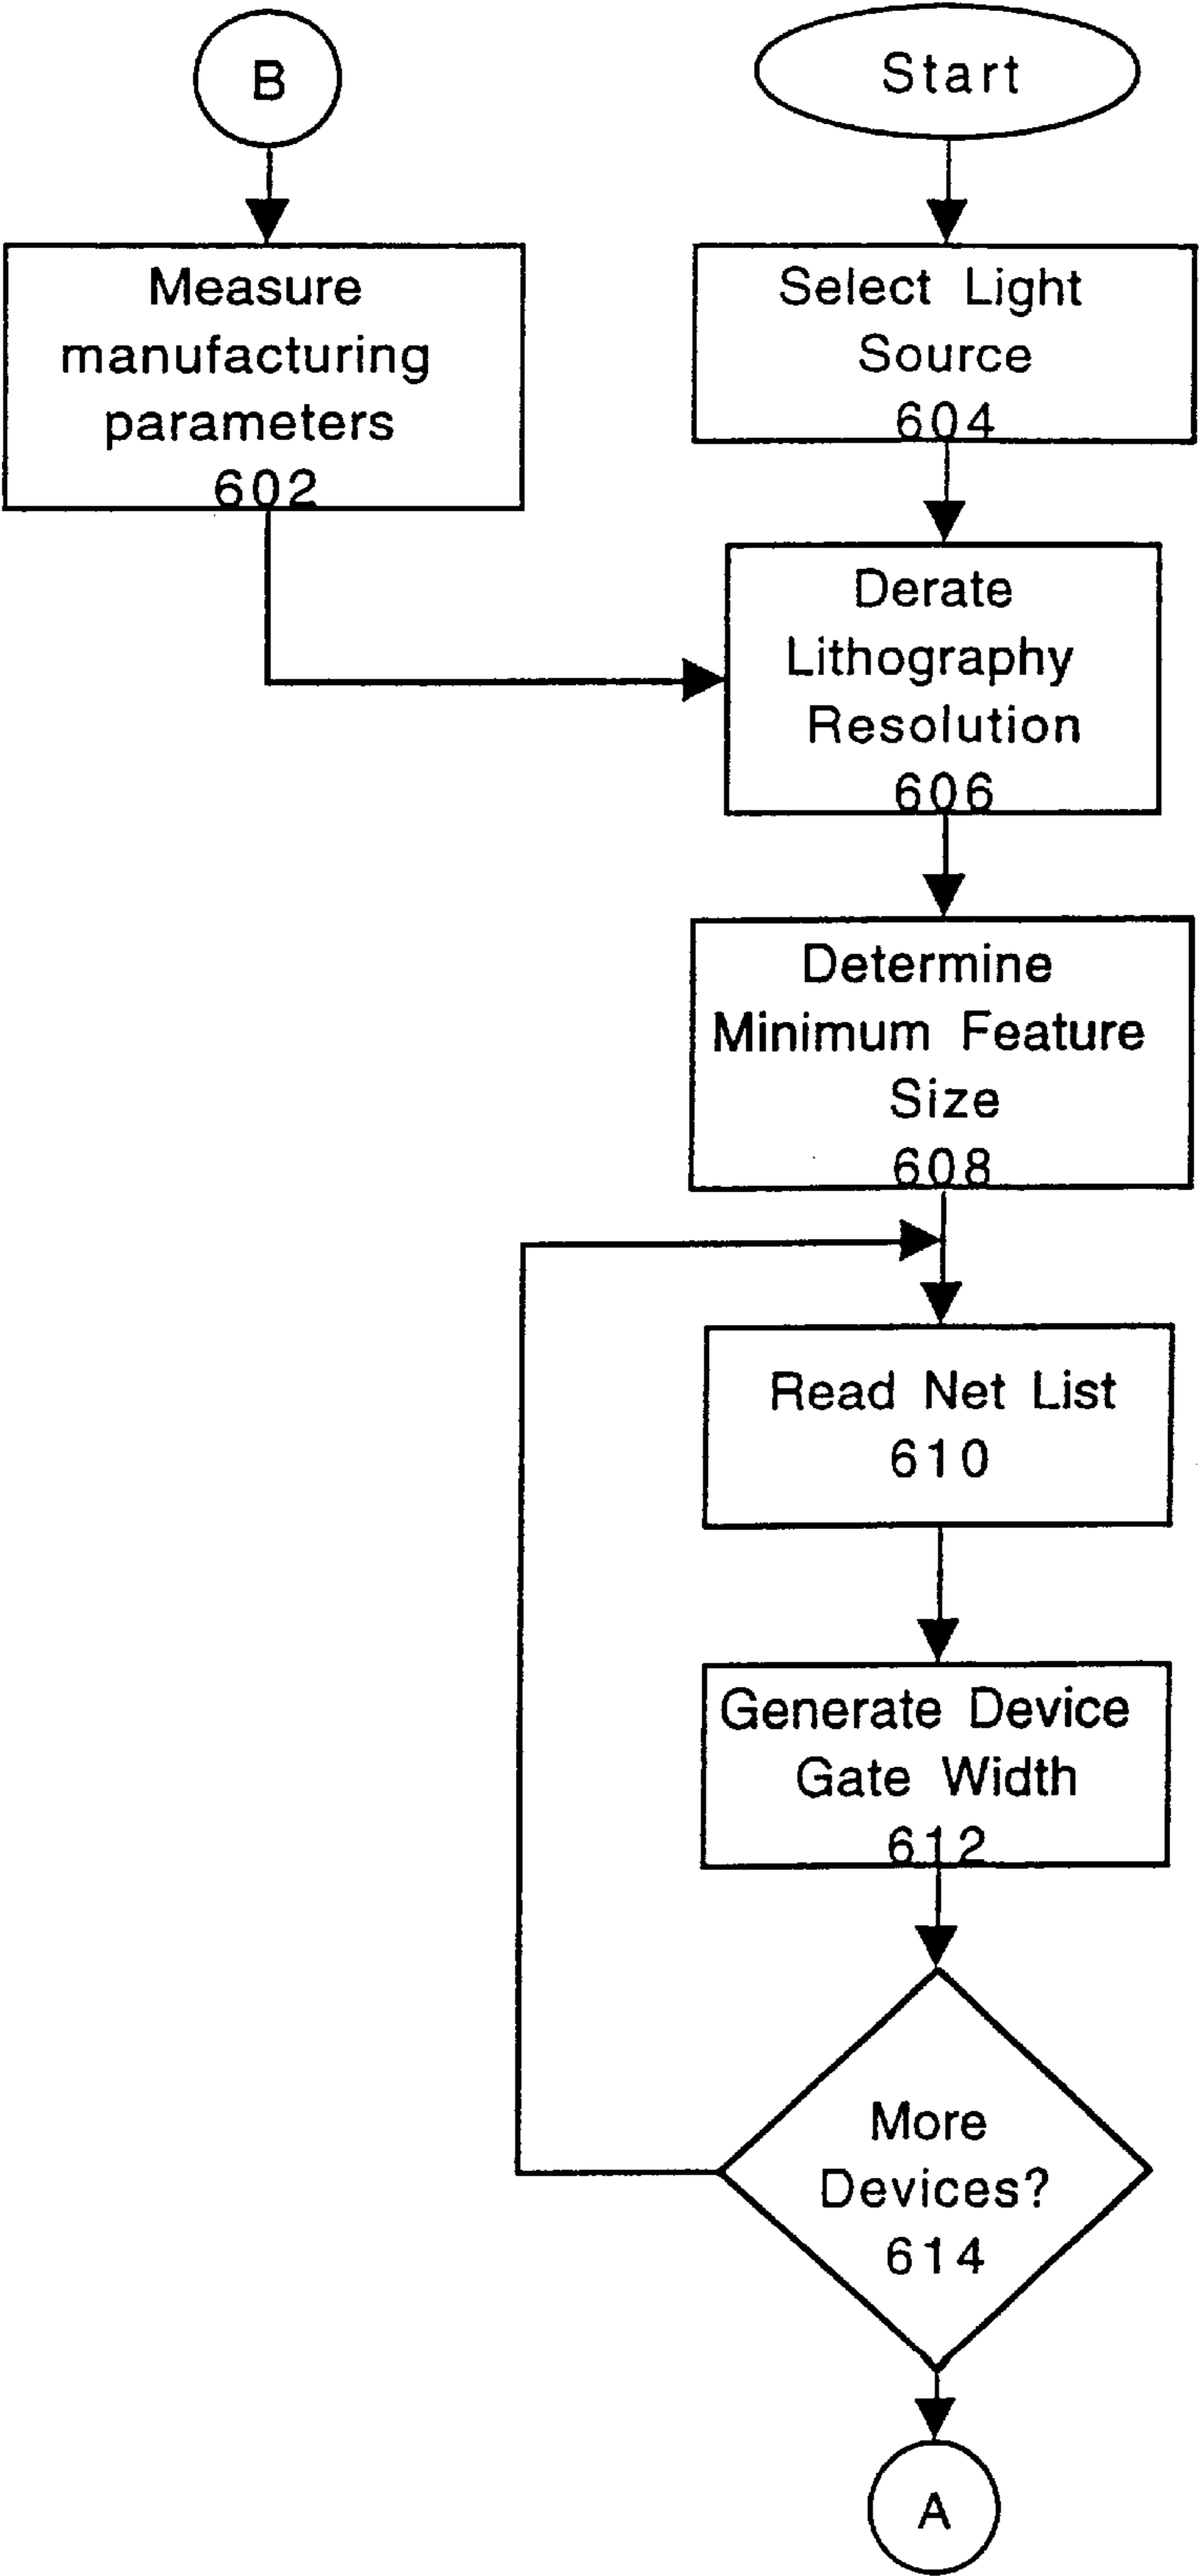 B
Start
Measure
manufacturing
parameters
602
Select Light
Source
604
Derate
Lithography
Resolution
606
Determine
Minimum Feature
Size
608
Read Net List
610
Generate Device
Gate Width
612
More
Devices?
614
A